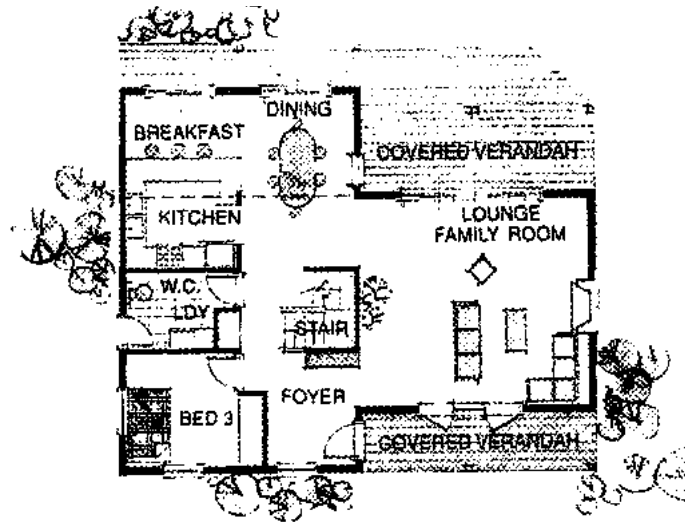 DINING
BREAKFAST
COVERED VERANDAH
KITCHEN
LOUNGE
FAMILY ROOM
W.C.
LDY
STAIR
FOYER
BED 3
COVERED VERANDAH